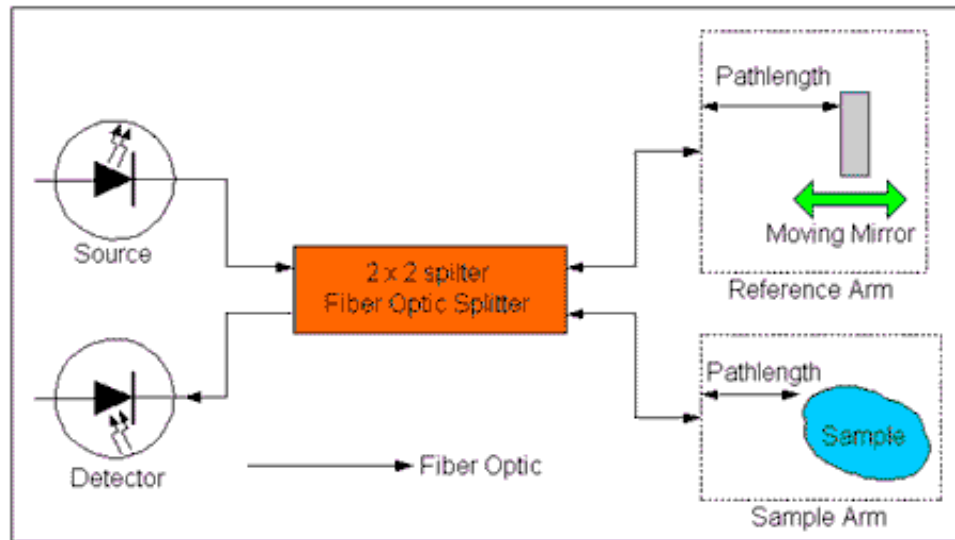 Pathlength
Moving Mirror
Reference Arm
Source
2 x 2 spilter
Fiber Optic Splitter
Pathlength
Sample
Sample Arm
Detector
Fiber Optic